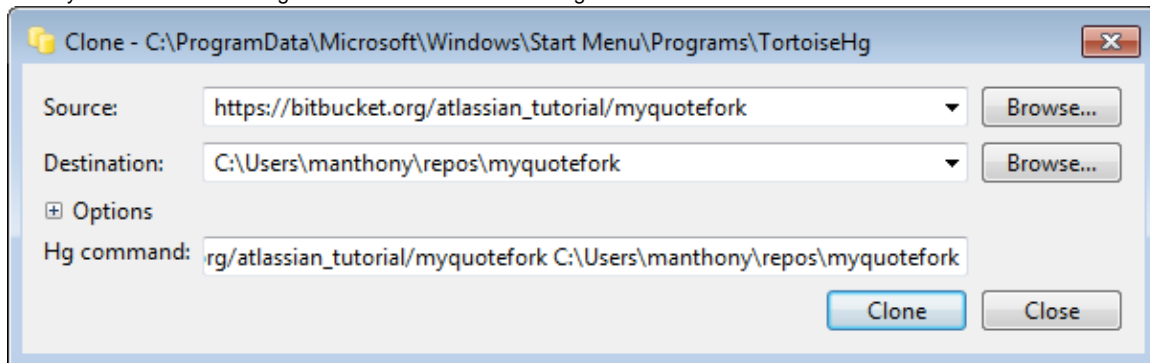 Clone - C:\ProgramData\Microsoft\Windows\Start Menu\Programs\TortoiseHg
Source: https://bitbucket.org/atlassian_tutorial/myquotefork Browse...
Destination: C:\Users\manthony\repos\myquotefork Browse...
Options
Hg command: rg/atlassian_tutorial/myquotefork C:\Users\manthony\repos\myquotefork
Clone Close